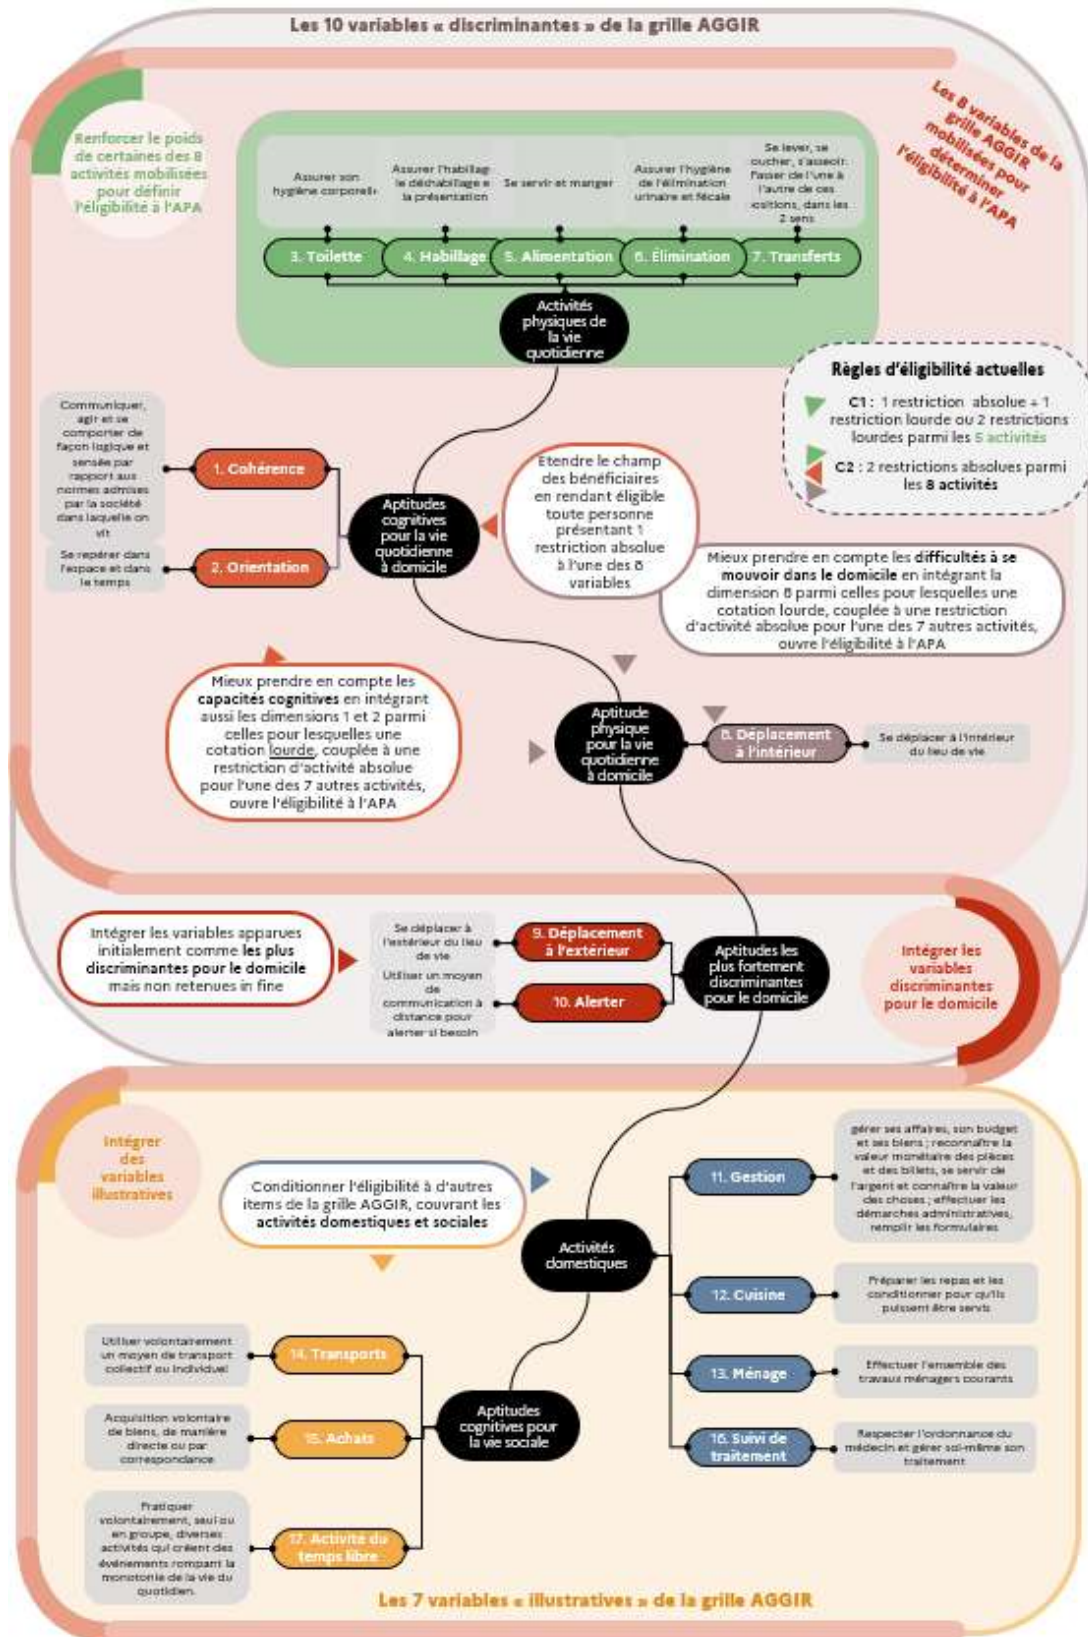 Les 10 variables « discriminantes » de la grille AGGIR
Les 8 variables de la
grille AGGIR
mobilisées pour
déterminer
l'éligibilité à l'APA
Renforcer le poids
de certaines des 8
activités mobilisées
pour définir
l'éligibilité à l'APA
Assurer son
hygiène corporelle
Assurer l'habillag
le déshabillage e
la présentation
Se servir et manger
Assurer l'hygiène
de l'élimination
urinaire et fécale
Se lever, se
oucher, s'asseoir.
Passer de l'une à
l'autre de ces
ositions, dans les
2 sens
3. Toilette
4. Habillage
5. Alimentation
6. Élimination
7. Transferts
Activités
physiques de
la vie
quotidienne
Règles d'éligibilité actuelles
C1 : 1 restriction absolue + 1
restriction lourde ou 2 restrictions
lourdes parmi les 5 activités
C2 : 2 restrictions absolues parmi
les 8 activités
Communiquer,
agir et se
comporter de
façon logique et
sensée par
rapport aux
normes admises
par la société
dans laquelle on
vit
1. Cohérence
Se repérer dans
l'espace et dans
le temps
2. Orientation
Aptitudes
cognitives
pour la vie
quotidienne
à domicile
Etendre le champ
des bénéficiaires
en rendant éligible
toute personne
présentant 1
restriction absolue
à l'une des 8
variables
Mieux prendre en compte les difficultés à se
mouvoir dans le domicile en intégrant la
dimension 8 parmi celles pour lesquelles une
cotation lourde, couplée à une restriction
d'activité absolue pour l'une des 7 autres activités,
ouvre l'éligibilité à l'APA
Mieux prendre en compte les
capacités cognitives en intégrant
aussi les dimensions 1 et 2 parmi
celles pour lesquelles une
cotation lourde, couplée à une
restriction d'activité absolue
pour l'une des 7 autres activités,
ouvre l'éligibilité à l'APA
Aptitude
physique
pour la vie
quotidienne
à domicile
8. Déplacement
à l'intérieur
Se déplacer à l'intérieur
du lieu de vie
Intégrer les variables apparues
initialement comme les plus
discriminantes pour le domicile
mais non retenues in fine
Se déplacer à
l'extérieur du lieu
de vie
9. Déplacement
à l'extérieur
Utiliser un moyen
de
communication à
distance pour
alerter si besoin
10. Alerter
Aptitudes les
plus fortement
discriminantes
pour le domicile
Intégrer les
variables
discriminantes
pour le domicile
Intégrer
des
variables
illustratives
Conditionner l'éligibilité à d'autres
items de la grille AGGIR, couvrant les
activités domestiques et sociales
Activités
domestiques
11. Gestion
gérer ses affaires, son budget
et ses biens ; reconnaître la
valeur monétaire des pièces
et des billets, se servir de
l'argent et connaître la valeur
des choses ; effectuer les
démarches administratives,
remplir les formulaires
12. Cuisine
Préparer les repas et les
conditionner pour qu'ils
puissent être servis
13. Ménage
Effectuer l'ensemble des
travaux ménagers courants
16. Suivi de
traitement
Respecter l'ordonnance du
médecin et gérer soi-même son
traitement
Utiliser volontairement
un moyen de transport
collectif ou individuel
14. Transports
Acquisition volontaire
de biens, de manière
directe ou par
correspondance
15. Achats
Aptitudes
cognitives pour
la vie sociale
Pratiquer
volontairement, seul ou
en groupe, diverses
activités qui créent des
événements rompant la
monotonie de la vie du
quotidien.
17. Activité du
temps libre
Les 7 variables « illustratives » de la grille AGGIR